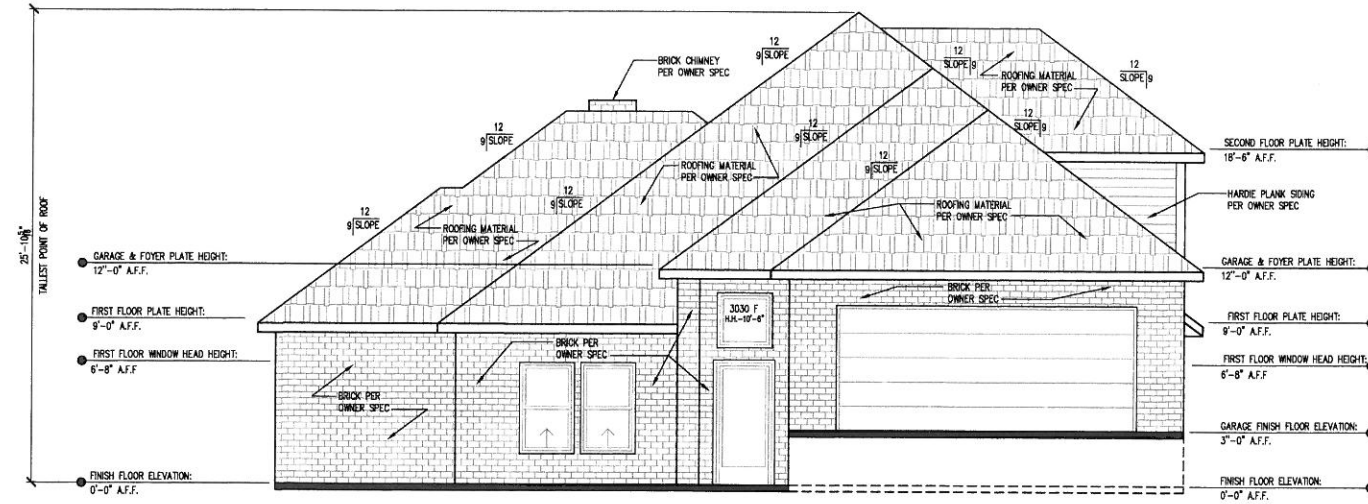 25'-10 5/8"
TALLEST POINT OF ROOF
GARAGE & FOYER PLATE HEIGHT:
12"-0" A.F.F.
FIRST FLOOR PLATE HEIGHT:
9'-0" A.F.F.
FIRST FLOOR WINDOW HEAD HEIGHT:
6'-8" A.F.F
FINISH FLOOR ELEVATION:
0'-0" A.F.F.
BRICK CHIMNEY
PER OWNER SPEC
12
9 SLOPE
12
9 SLOPE
12
9 SLOPE
12
9 SLOPE
12
9 SLOPE
12
9 SLOPE
12
SLOPE 9
12
SLOPE 9
12
SLOPE 9
ROOFING MATERIAL
PER OWNER SPEC
ROOFING MATERIAL
PER OWNER SPEC
ROOFING MATERIAL
PER OWNER SPEC
ROOFING MATERIAL
PER OWNER SPEC
BRICK PER
OWNER SPEC
BRICK PER
OWNER SPEC
BRICK PER
OWNER SPEC
3030 F
H.H.-10'-6"
SECOND FLOOR PLATE HEIGHT:
18'-6" A.F.F.
HARDIE PLANK SIDING
PER OWNER SPEC
GARAGE & FOYER PLATE HEIGHT:
12"-0" A.F.F.
FIRST FLOOR PLATE HEIGHT:
9'-0" A.F.F.
FIRST FLOOR WINDOW HEAD HEIGHT:
6'-8" A.F.F
GARAGE FINISH FLOOR ELEVATION:
3"-0" A.F.F.
FINISH FLOOR ELEVATION:
0'-0" A.F.F.